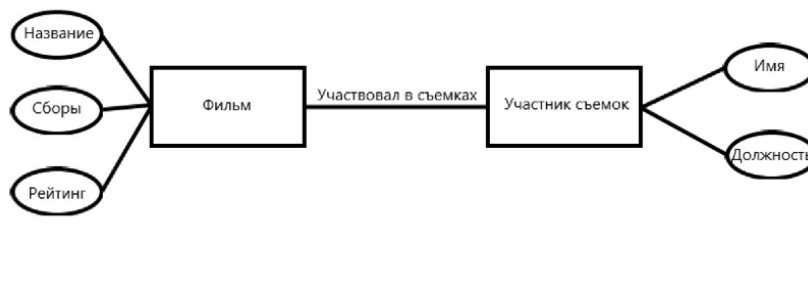 Название
Сборы
Рейтинг
Фильм
Участвовал в съемках
Участник съемок
Имя
Должность